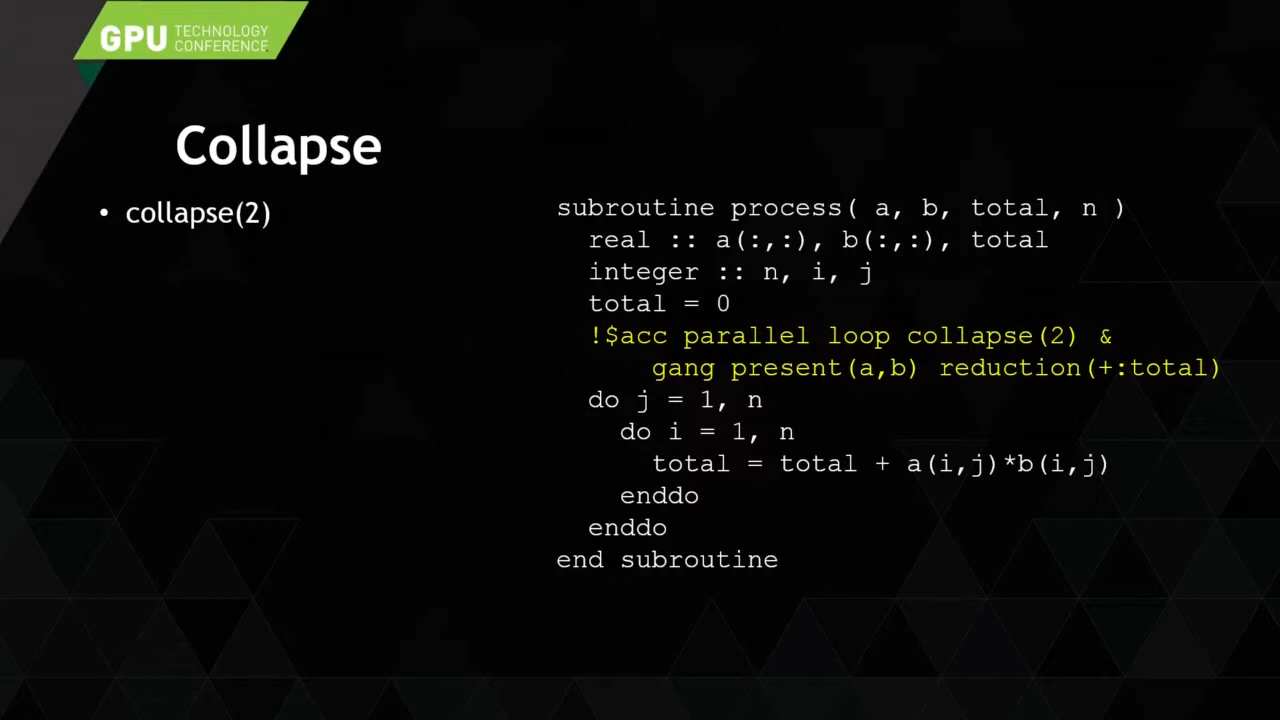 GPU TECHNOLOGY
CONFERENCE
Collapse
• collapse(2)
subroutine process( a, b, total, n )
real :: a(:,:), b(:,:), total
integer :: n, i, j
total = 0
!$acc parallel loop collapse(2) &
gang present(a,b) reduction(+:total)
do j = 1, n
do i = 1, n
total = total + a(i,j)*b(i,j)
enddo
enddo
end subroutine